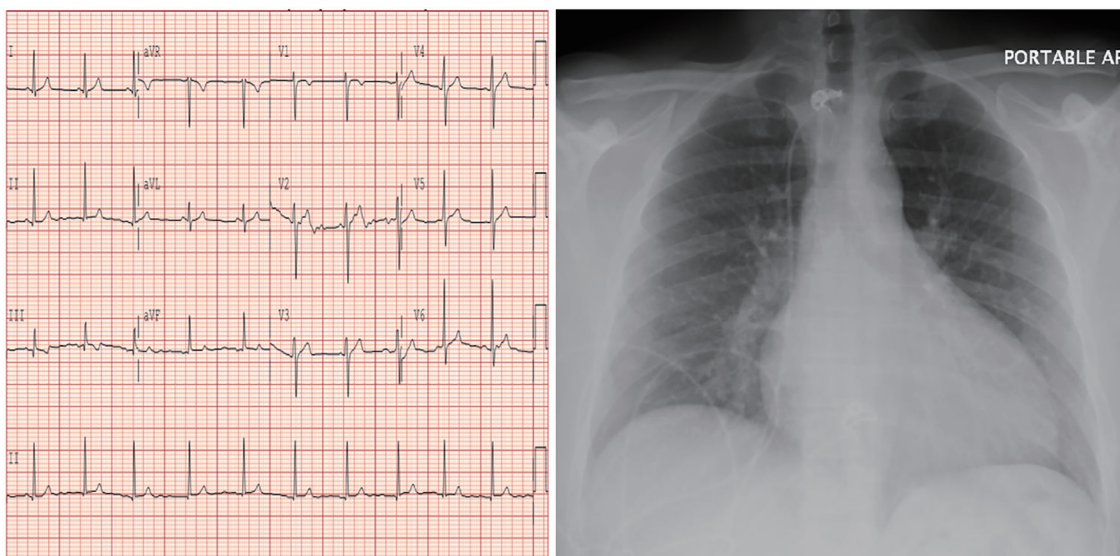 I aVR V1 V4
II aVL V2 V5
III aVF V3 V6
II
PORTABLE AP